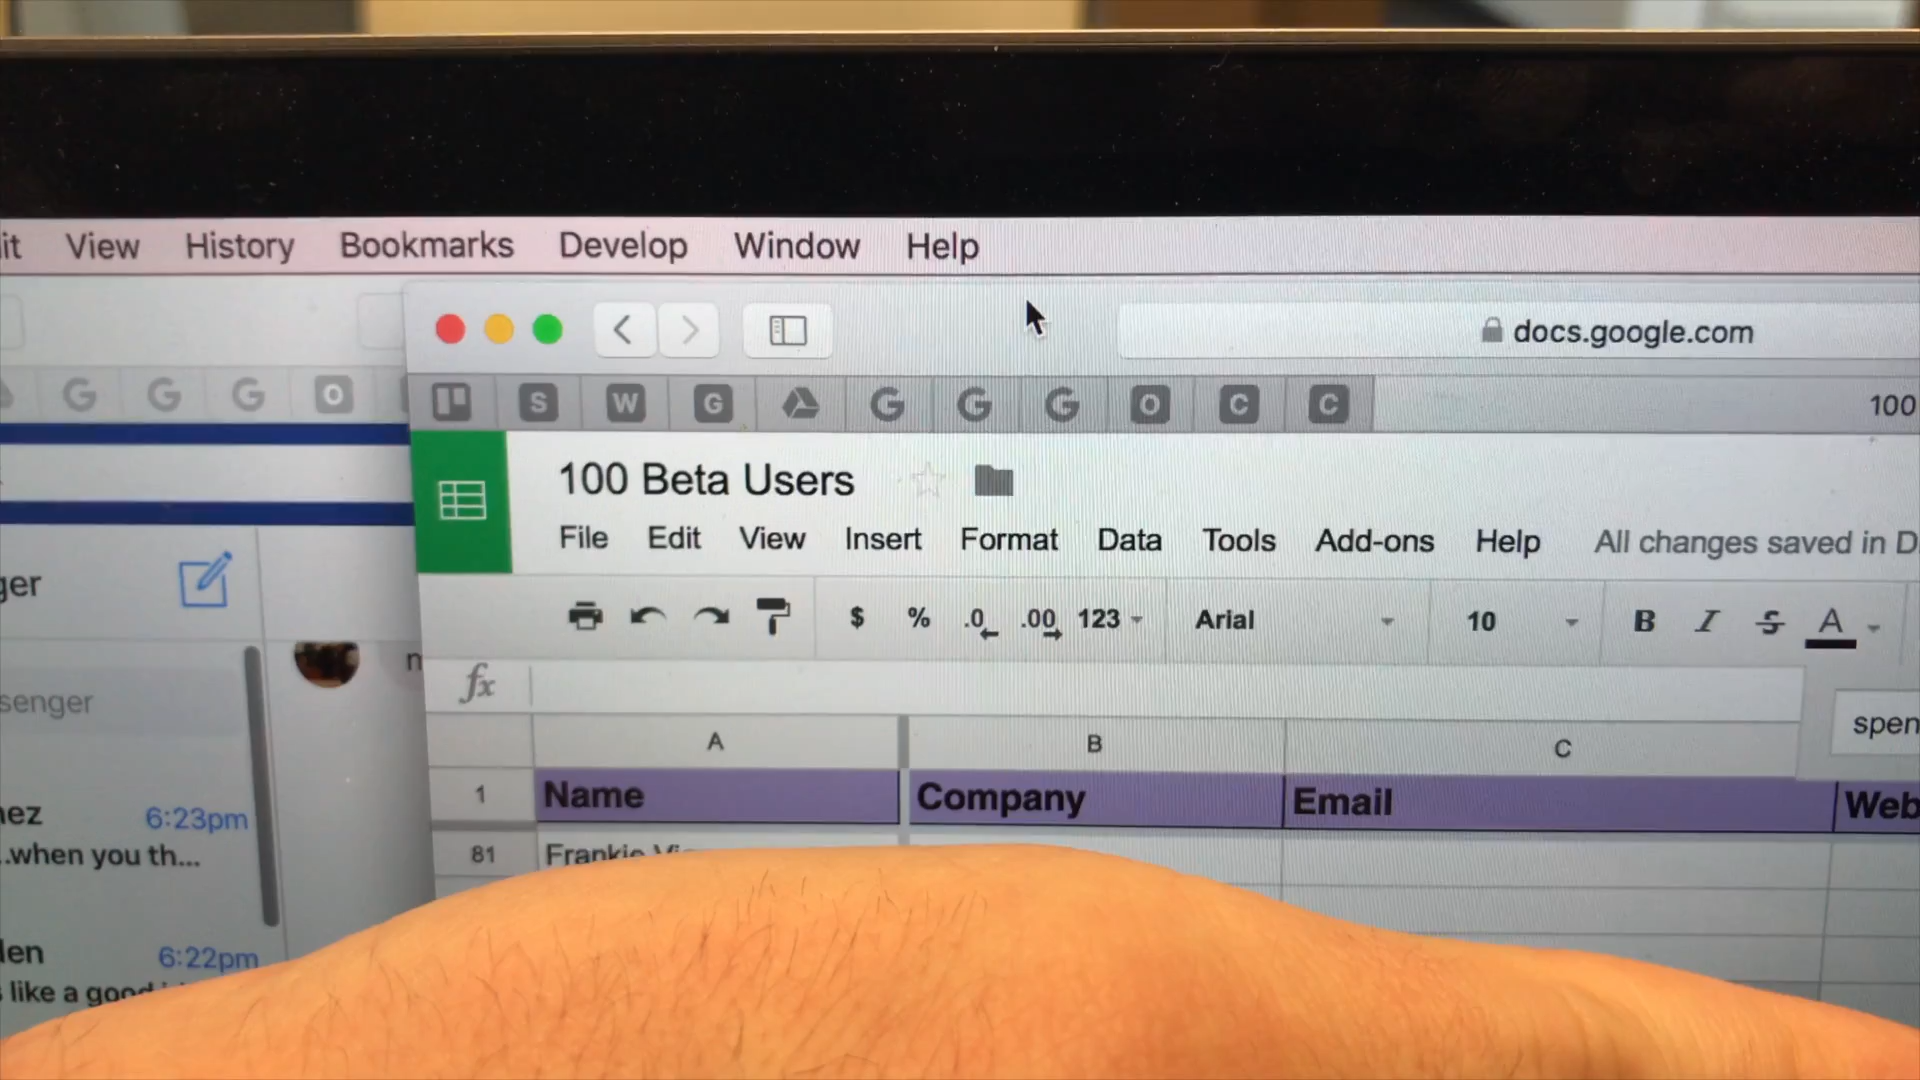 View History Bookmarks Develop Window Help
docs.google.com
G G G O
S W G G G G O C C
100
100 Beta Users
File Edit View Insert Format Data Tools Add-ons Help All changes saved in D
$ % .0 .00 123 Arial 10 B I S A
fx
senger
A B C
1 Name Company Email Web
81 Frankie
6:23pm
...when you th...
6:22pm
like a good